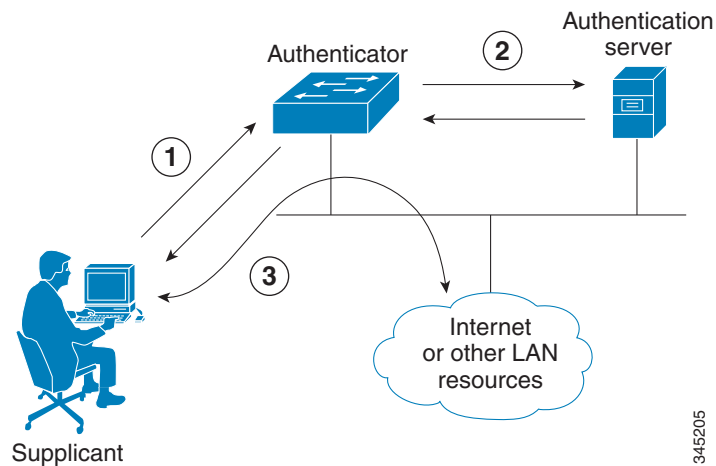 Authentication
server
Authenticator
2
1
3
Internet
or other LAN
resources
Supplicant
345205